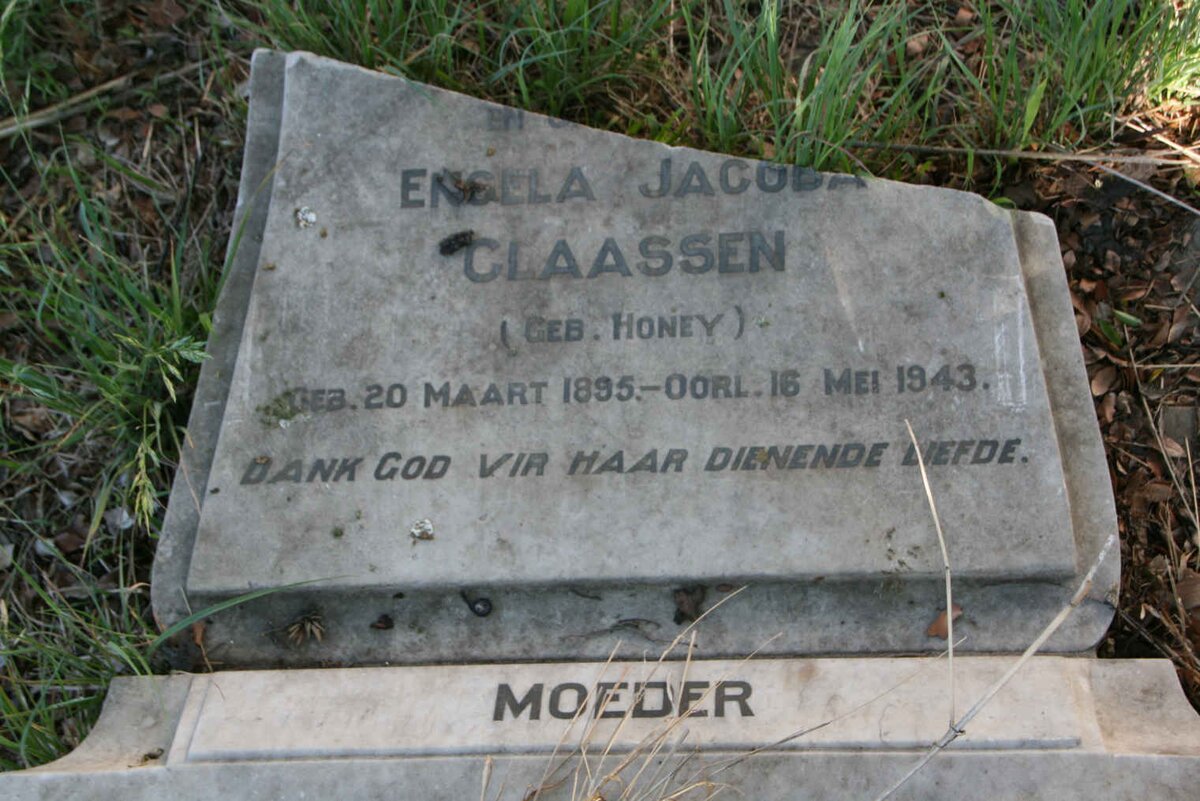 ENGELA JACOBA
CLAASSEN
(GEB. HONEY)
GEB. 20 MAART 1895.—OORL. 16 MEI 1943.
DANK GOD VIR HAAR DIENENDE LIEFDE.
MOEDER